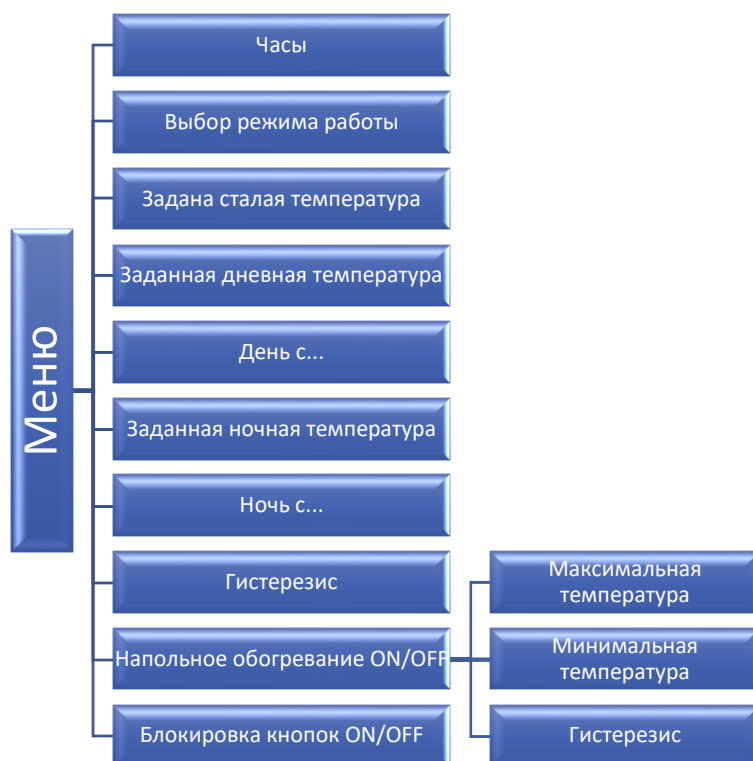 Меню
Часы
Выбор режима работы
Задана сталая температура
Заданная дневная температура
День с...
Заданная ночная температура
Ночь с...
Гистерезис
Напольное обогревание ON/OFF
Максимальная
температура
Минимальная
температура
Гистерезис
Блокировка кнопок ON/OFF